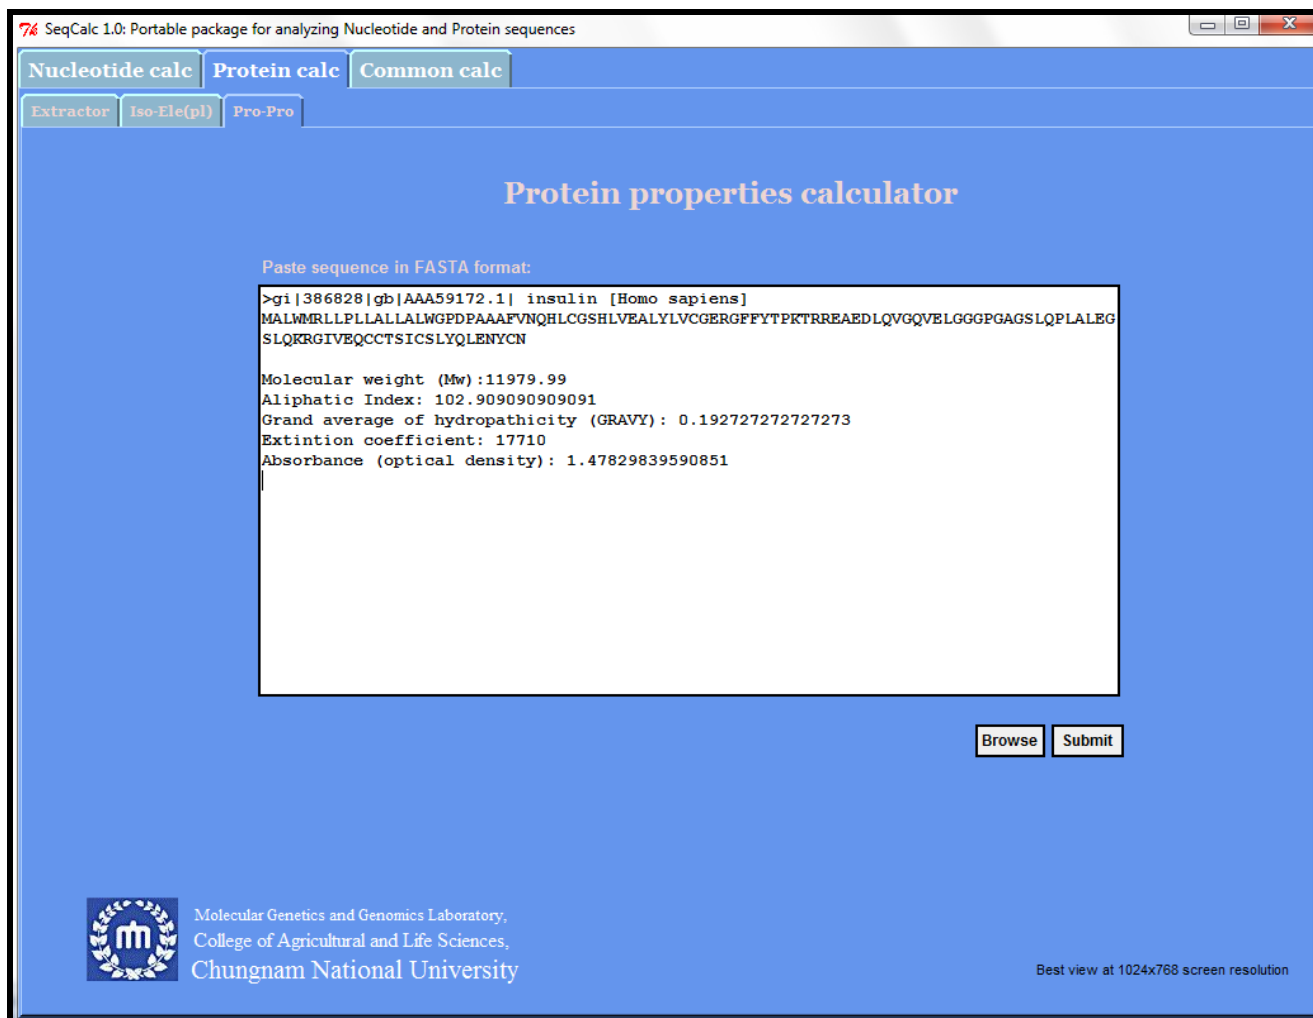 SeqCalc 1.0: Portable package for analyzing Nucleotide and Protein sequences
Nucleotide calc Protein calc Common calc
Extractor Iso-Ele(pl) Pro-Pro
Protein properties calculator
Paste sequence in FASTA format:
>gi|386828|gb|AAA59172.1| insulin [Homo sapiens]
MALWMRLLPLLALLALWGPDPAAAFVNQHLCGSHLVEALYLVCGERGFFYTPKTRREAEDLQVGQVELGGGPGAGSLQPLALEG
SLQKRGIVEQCCTSICSLYQLENYCN
Molecular weight (Mw):11979.99
Aliphatic Index: 102.909090909091
Grand average of hydropathicity (GRAVY): 0.192727272727273
Extintion coefficient: 17710
Absorbance (optical density): 1.47829839590851
Browse Submit
Molecular Genetics and Genomics Laboratory,
College of Agricultural and Life Sciences,
Chungnam National University
Best view at 1024x768 screen resolution